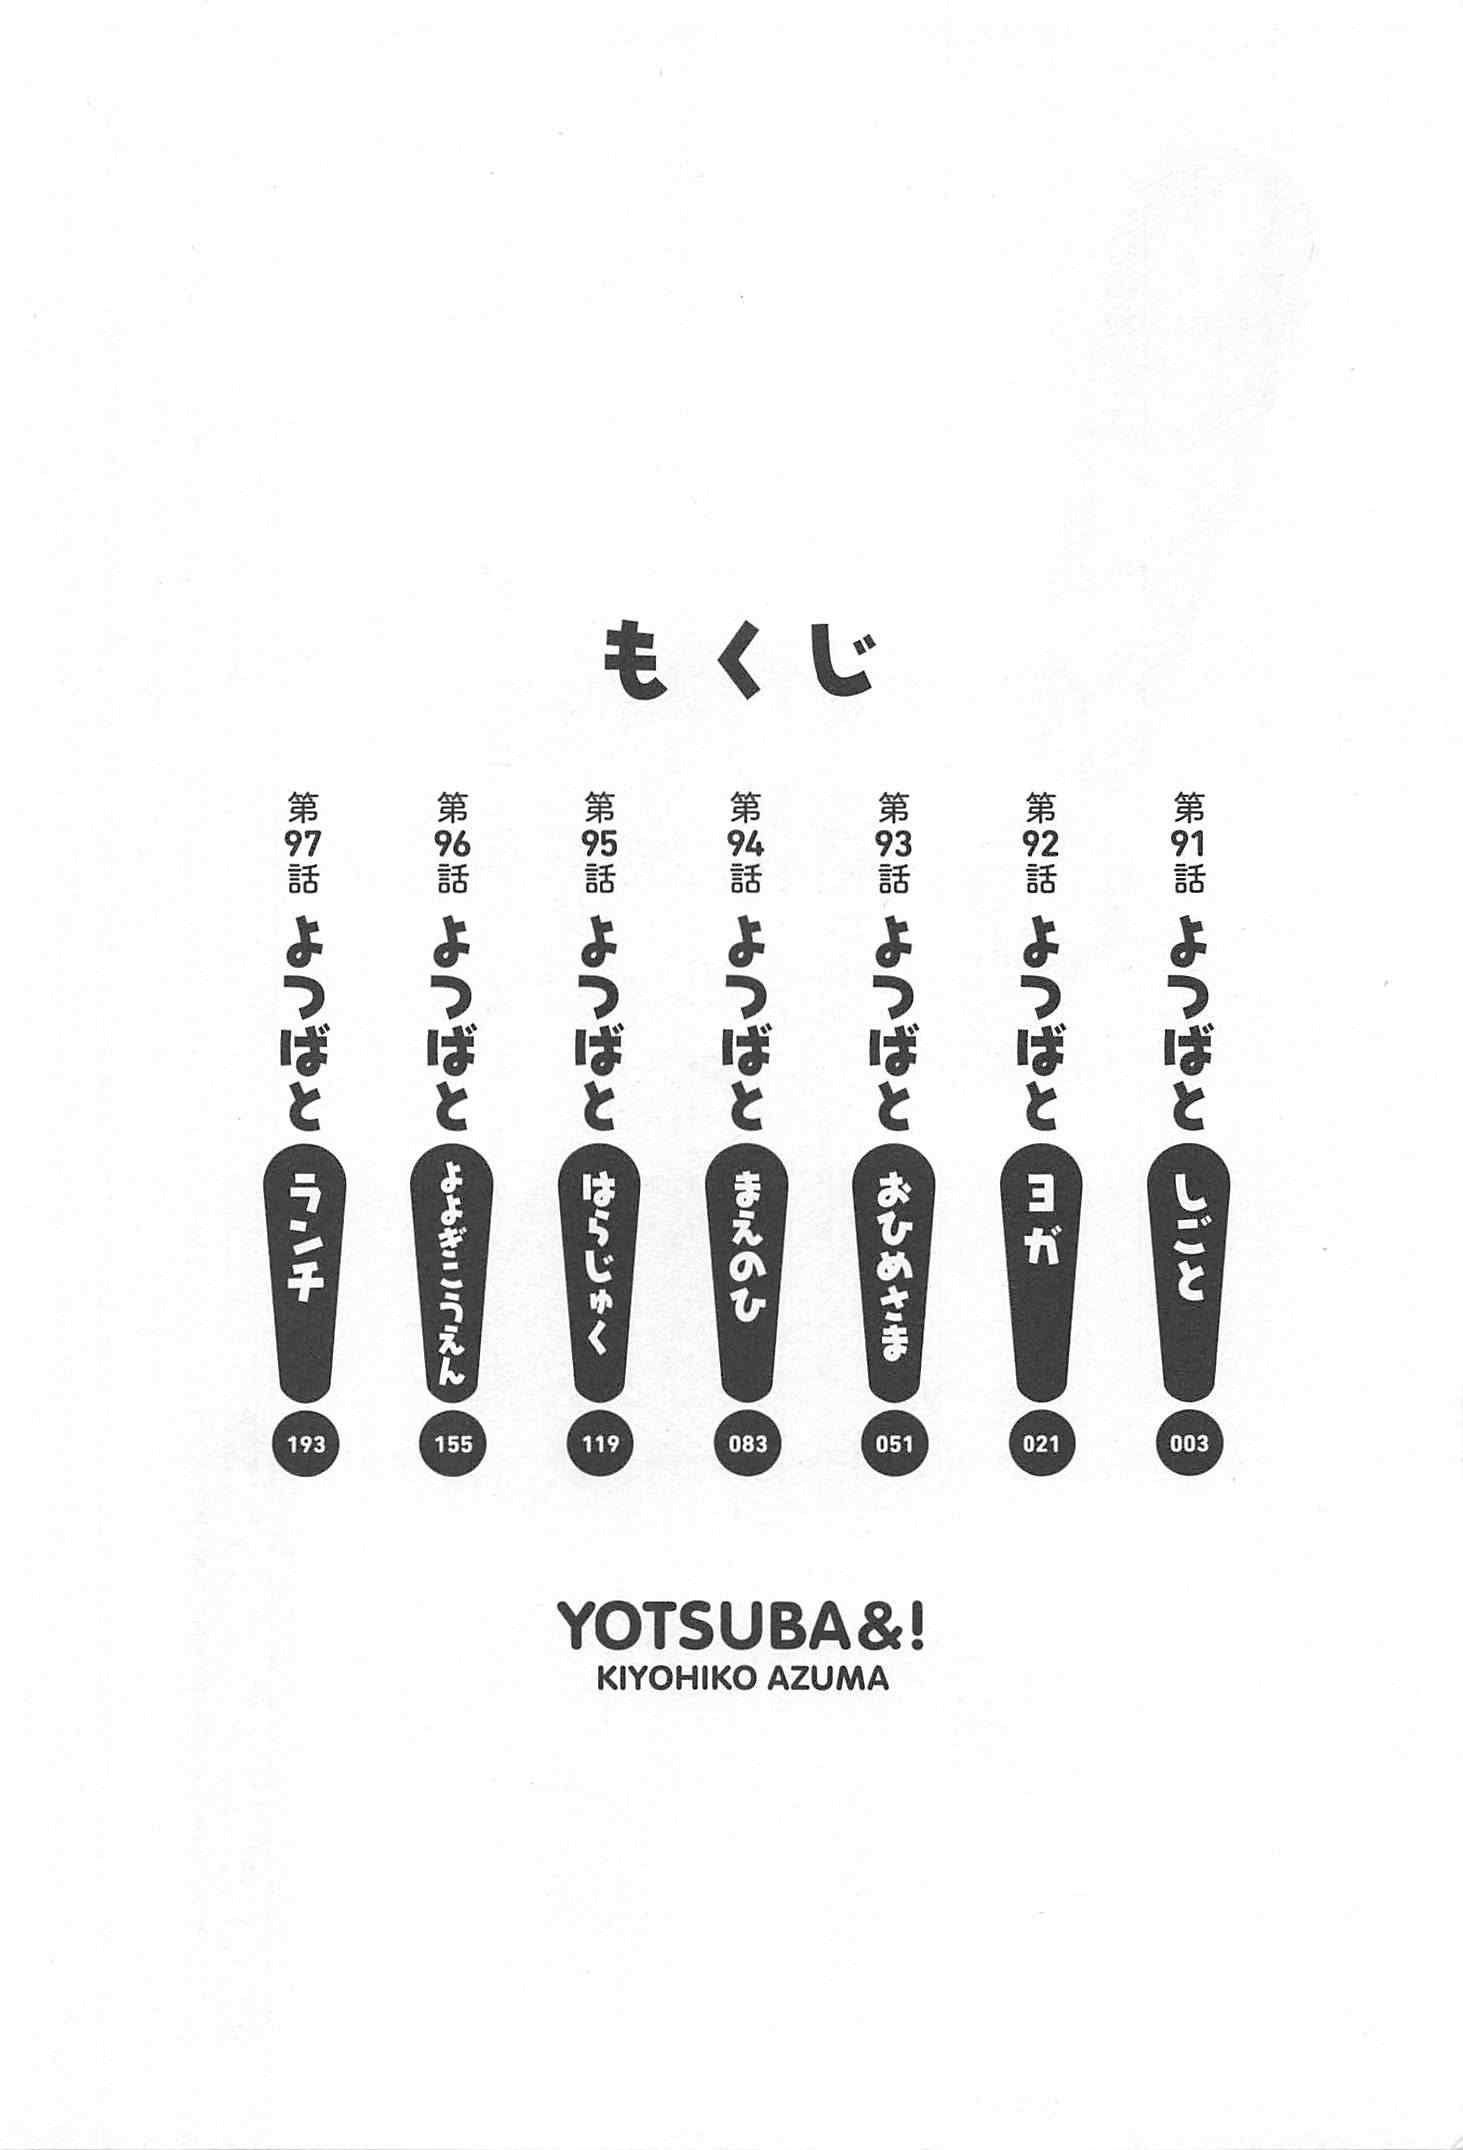 もくじ
第91話 よつばと しごと 003
第92話 よつばと ヨガ 021
第93話 よつばと おひめさま 051
第94話 よつばと まえのひ 083
第95話 よつばと はらじゅく 119
第96話 よつばと よよぎこうえん 155
第97話 よつばと ランチ 193
YOTSUBA&!
KIYOHIKO AZUMA